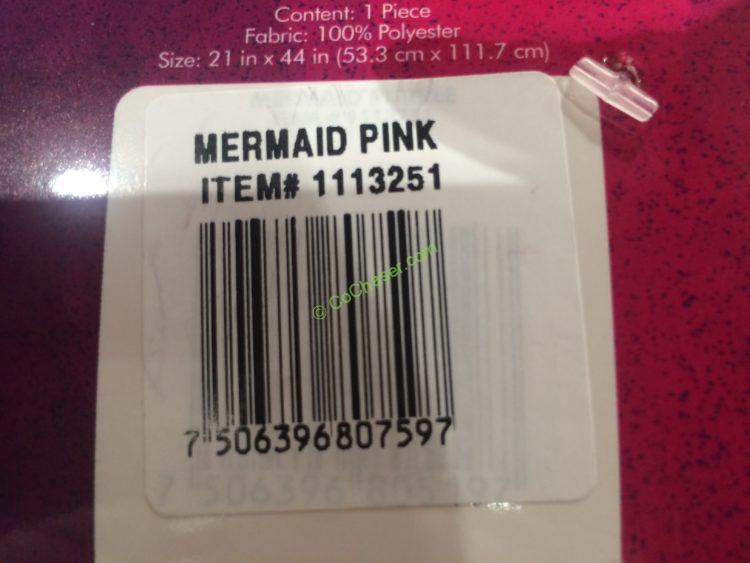 Content: 1 Piece
Fabric: 100% Polyester
Size: 21 in x 44 in (53.3 cm x 111.7 cm)
MERMAID PINK
ITEM# 1113251
© CoChaser.com
7 506396 807597